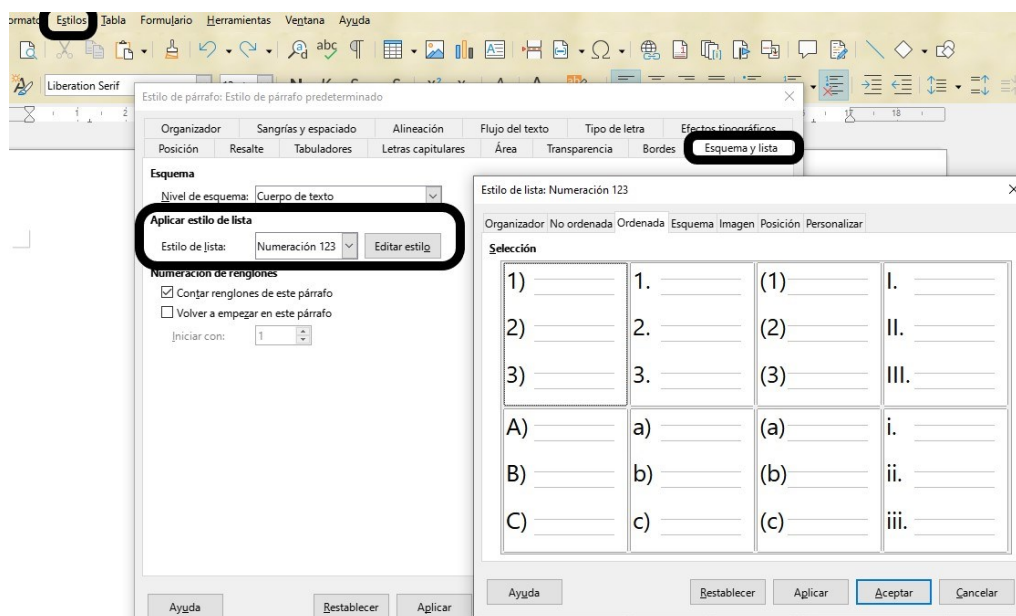 Estilos Tabla Formulario Herramientas Ventana Ayuda
Liberation Serif
Estilo de párrafo: Estilo de párrafo predeterminado
Organizador Sangrías y espaciado Alineación Flujo del texto Tipo de letra Efectos tipográficos
Posición Resalte Tabuladores Letras capitulares Área Transparencia Bordes Esquema y lista
Esquema
Nivel de esquema: Cuerpo de texto
Aplicar estilo de lista
Estilo de lista: Numeración 123 Editar estilo
Numeración de renglones
Contar renglones de este párrafo
Volver a empezar en este párrafo
Iniciar con: 1
Ayuda Restablecer Aplicar
Estilo de lista: Numeración 123
Organizador No ordenada Ordenada Esquema Imagen Posición Personalizar
Selección
1) 1. (1) I.
2) 2. (2) II.
3) 3. (3) III.
A) a) (a) i.
B) b) (b) ii.
C) c) (c) iii.
Ayuda Restablecer Aplicar Aceptar Cancelar